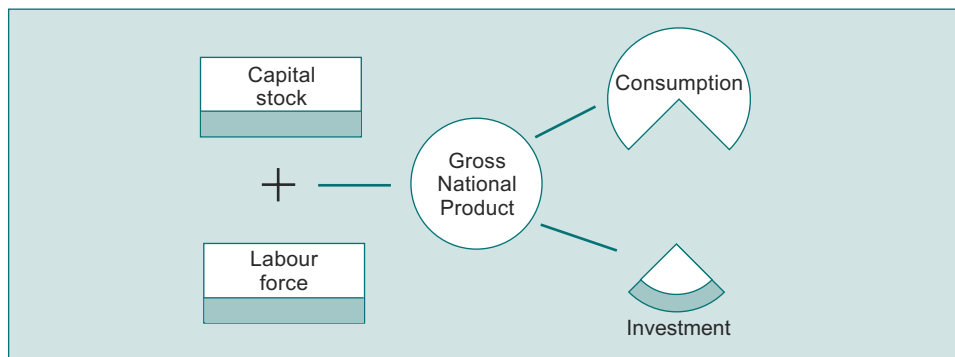 Capital
stock
Labour
force
Gross
National
Product
Consumption
Investment